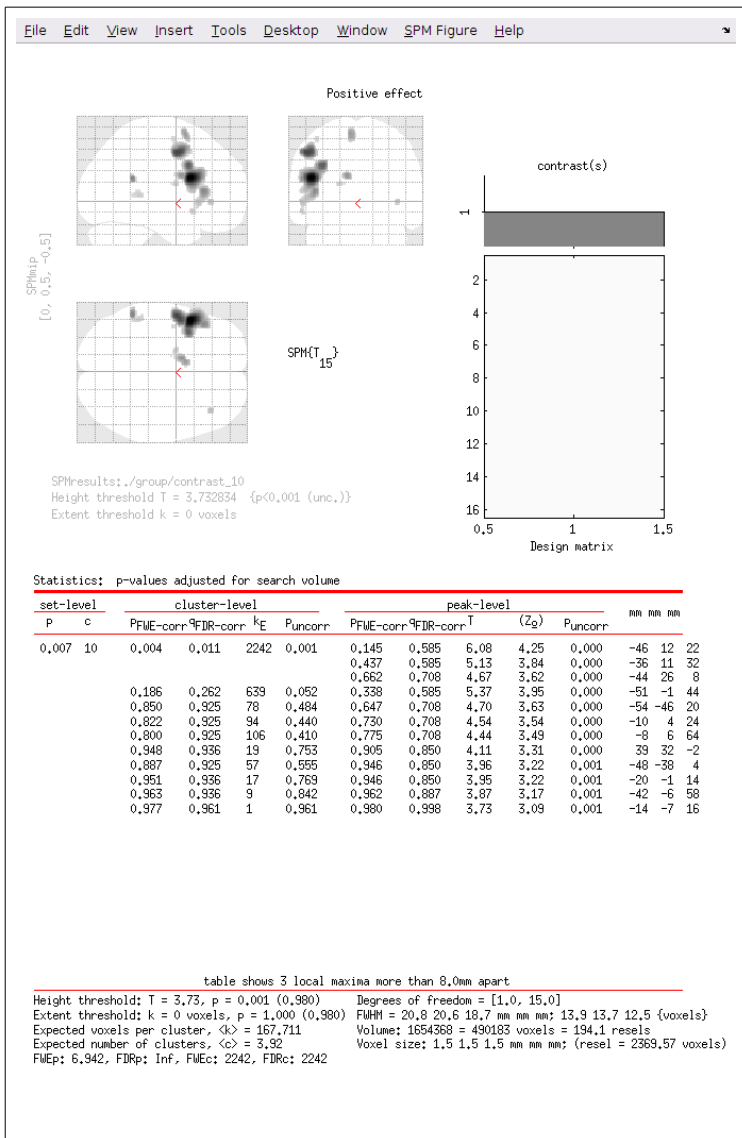 File Edit View Insert Tools Desktop Window SPM Figure Help
Positive effect
SPMmip
[0, 0.5, -0.5]
SPM{T
15
}
SPMresults:./group/contrast_10
Height threshold T = 3.732834 {p<0.001 (unc.)}
Extent threshold k = 0 voxels
contrast(s)
1
2
4
6
8
10
12
14
16
0.5 1 1.5
Design matrix
Statistics: p-values adjusted for search volume
set-level cluster-level peak-level mm mm mm
p c pFWE-corr qFDR-corr kE puncorr pFWE-corr qFDR-corr T (Z≡) puncorr
0.007 10 0.004 0.011 2242 0.001 0.145 0.585 6.08 4.25 0.000 -46 12 22
0.437 0.585 5.13 3.84 0.000 -36 11 32
0.662 0.708 4.67 3.62 0.000 -44 26 8
0.186 0.262 639 0.052 0.338 0.585 5.37 3.95 0.000 -51 -1 44
0.850 0.925 78 0.484 0.647 0.708 4.70 3.63 0.000 -54 -46 20
0.822 0.925 94 0.440 0.730 0.708 4.54 3.54 0.000 -10 4 24
0.800 0.925 106 0.410 0.775 0.708 4.44 3.49 0.000 -8 6 64
0.948 0.936 19 0.753 0.905 0.850 4.11 3.31 0.000 39 32 -2
0.887 0.925 57 0.555 0.946 0.850 3.96 3.22 0.001 -48 -38 4
0.951 0.936 17 0.769 0.946 0.850 3.95 3.22 0.001 -20 -1 14
0.963 0.936 9 0.842 0.962 0.887 3.87 3.17 0.001 -42 -6 58
0.977 0.961 1 0.961 0.980 0.998 3.73 3.09 0.001 -14 -7 16
table shows 3 local maxima more than 8.0mm apart
Height threshold: T = 3.73, p = 0.001 (0.980)
Extent threshold: k = 0 voxels, p = 1.000 (0.980)
Expected voxels per cluster, <k> = 167.711
Expected number of clusters, <c> = 3.92
FWEp: 6.942, FDRp: Inf, FWEc: 2242, FDRc: 2242
Degrees of freedom = [1.0, 15.0]
FWHM = 20.8 20.6 18.7 mm mm mm; 13.9 13.7 12.5 {voxels}
Volume: 1654368 = 490183 voxels = 194.1 resels
Voxel size: 1.5 1.5 1.5 mm mm mm; (resel = 2369.57 voxels)